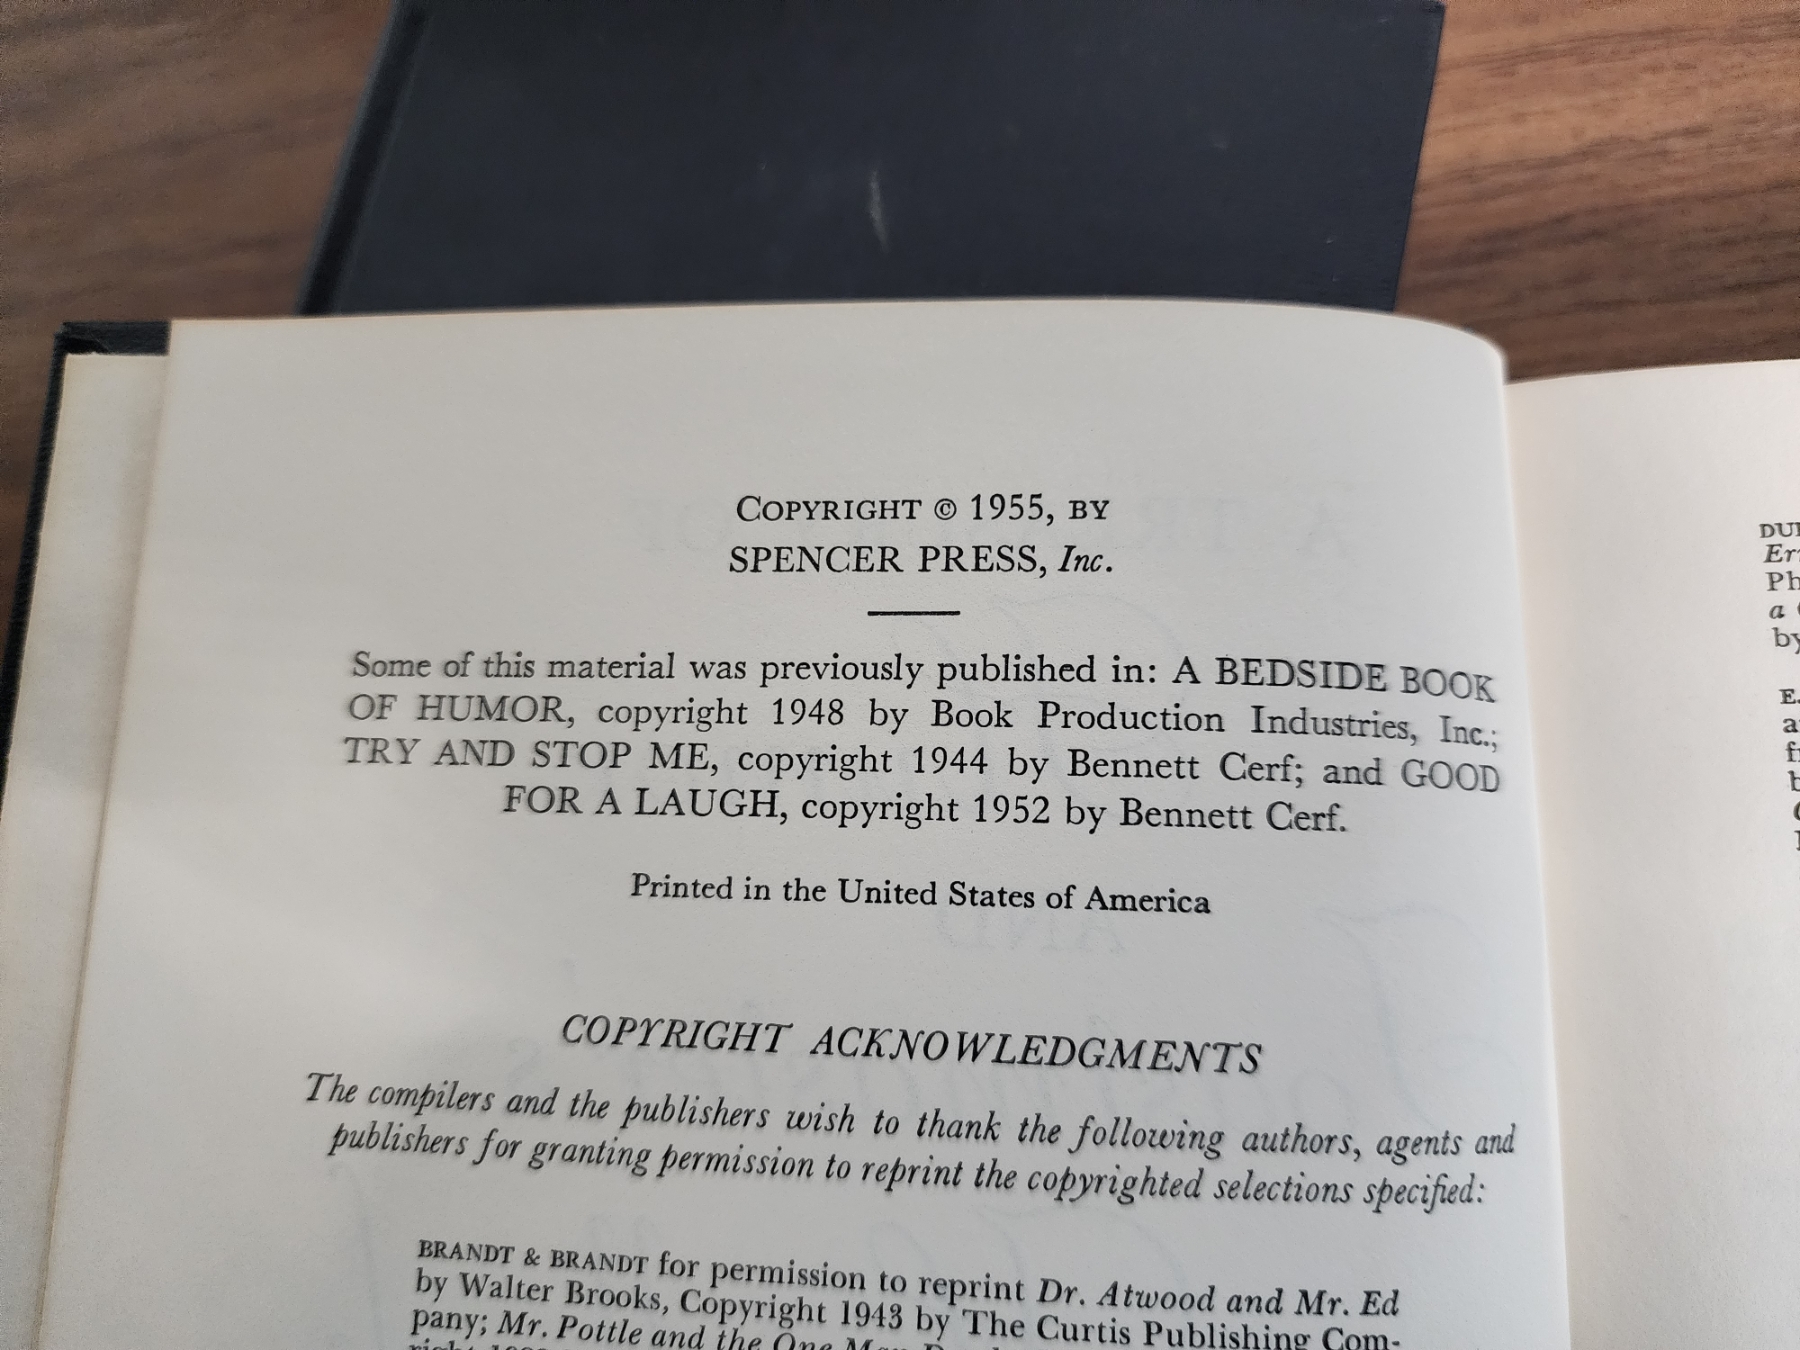 COPYRIGHT © 1955, BY
SPENCER PRESS, Inc.
Some of this material was previously published in: A BEDSIDE BOOK
OF HUMOR, copyright 1948 by Book Production Industries, Inc.;
TRY AND STOP ME, copyright 1944 by Bennett Cerf; and GOOD
FOR A LAUGH, copyright 1952 by Bennett Cerf.
Printed in the United States of America
COPYRIGHT ACKNOWLEDGMENTS
The compilers and the publishers wish to thank the following authors, agents and
publishers for granting permission to reprint the copyrighted selections specified:
BRANDT & BRANDT for permission to reprint Dr. Atwood and Mr. Ed
by Walter Brooks, Copyright 1943 by The Curtis Publishing Com-
pany; Mr. Pottle and the One Man
a
by